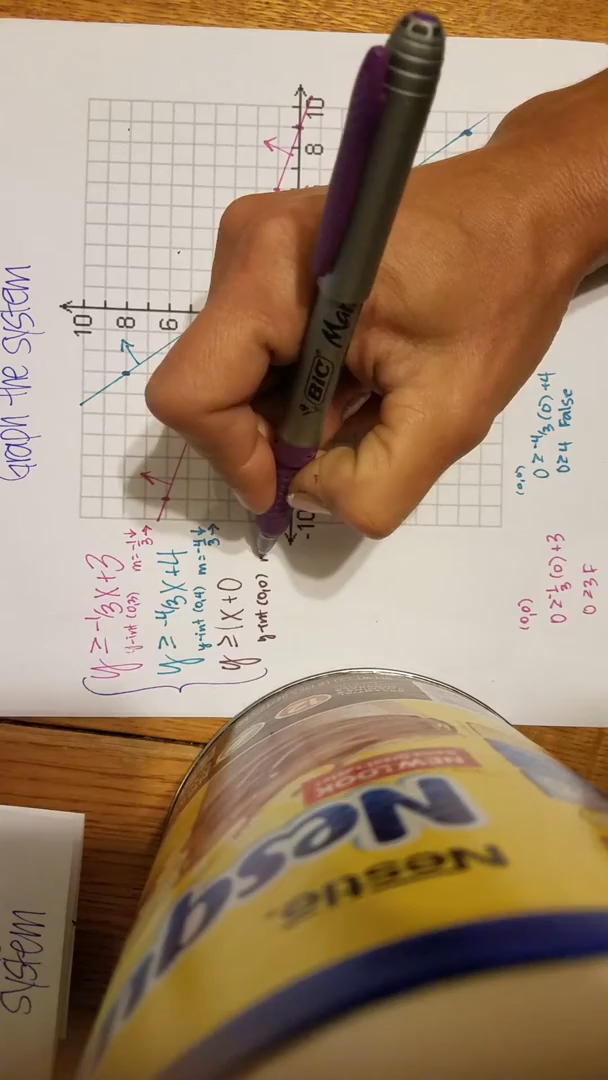 Graph the system
y ≥ -1/3x+3
y-int (0,3) m=-1↓/3→
y ≥ -4/3x+4
y-int (0,4) m=-4↓/3→
y ≥ 1x+0
y-int (0,0)
10
8
6
8
10
-10
BIC Mar
(0,0)
0 ≥ -1/3(0)+3
0 ≥ 3 F
(0,0)
0 ≥ -4/3(0)+4
0 ≥ 4 False
system
NEW LOOK
Nesqu
Nestlé